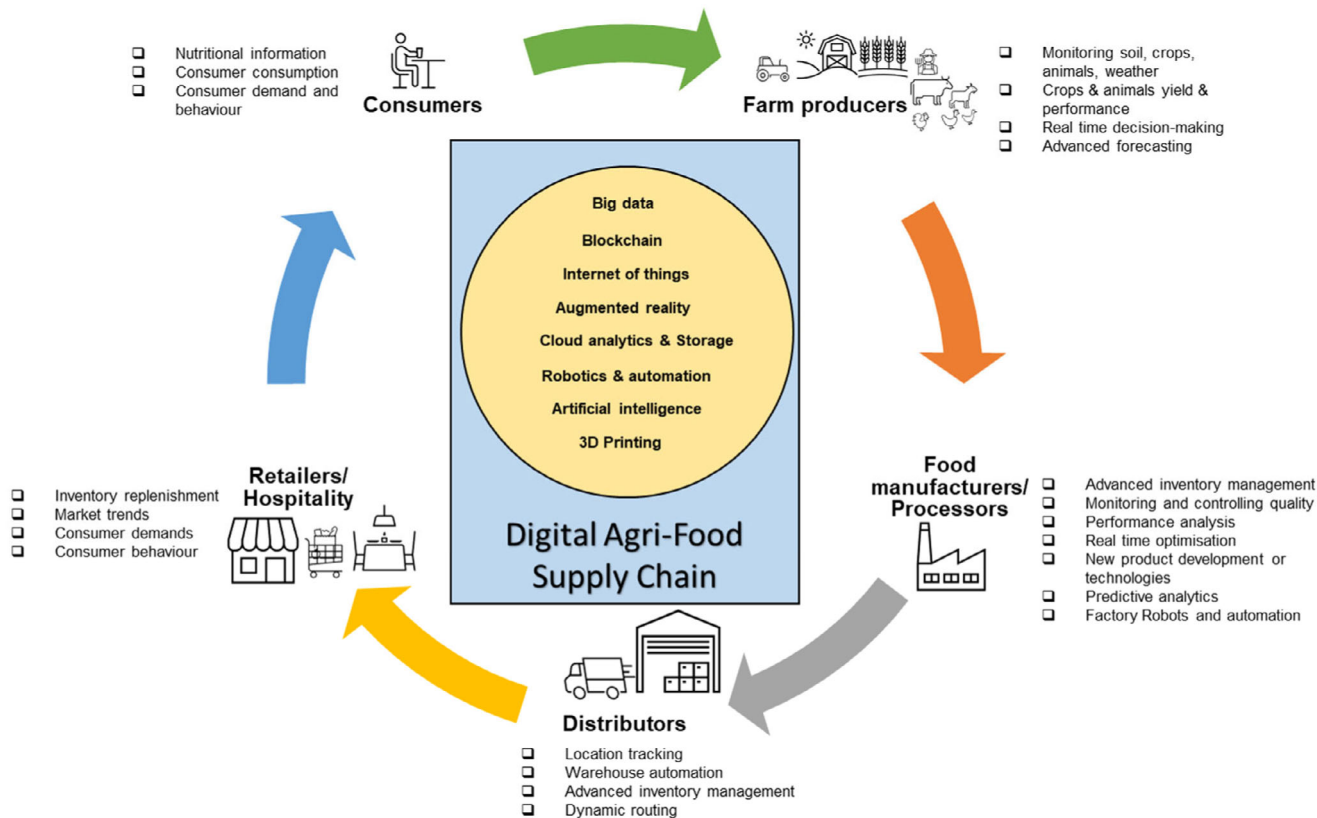 Nutritional information
Consumer consumption
Consumer demand and
behaviour
Consumers
Farm producers
Monitoring soil, crops,
animals, weather
Crops & animals yield &
performance
Real time decision-making
Advanced forecasting
Big data
Blockchain
Internet of things
Augmented reality
Cloud analytics & Storage
Robotics & automation
Artificial intelligence
3D Printing
Digital Agri-Food
Supply Chain
Retailers/
Hospitality
Inventory replenishment
Market trends
Consumer demands
Consumer behaviour
Food
manufacturers/
Processors
Advanced inventory management
Monitoring and controlling quality
Performance analysis
Real time optimisation
New product development or
technologies
Predictive analytics
Factory Robots and automation
Distributors
Location tracking
Warehouse automation
Advanced inventory management
Dynamic routing